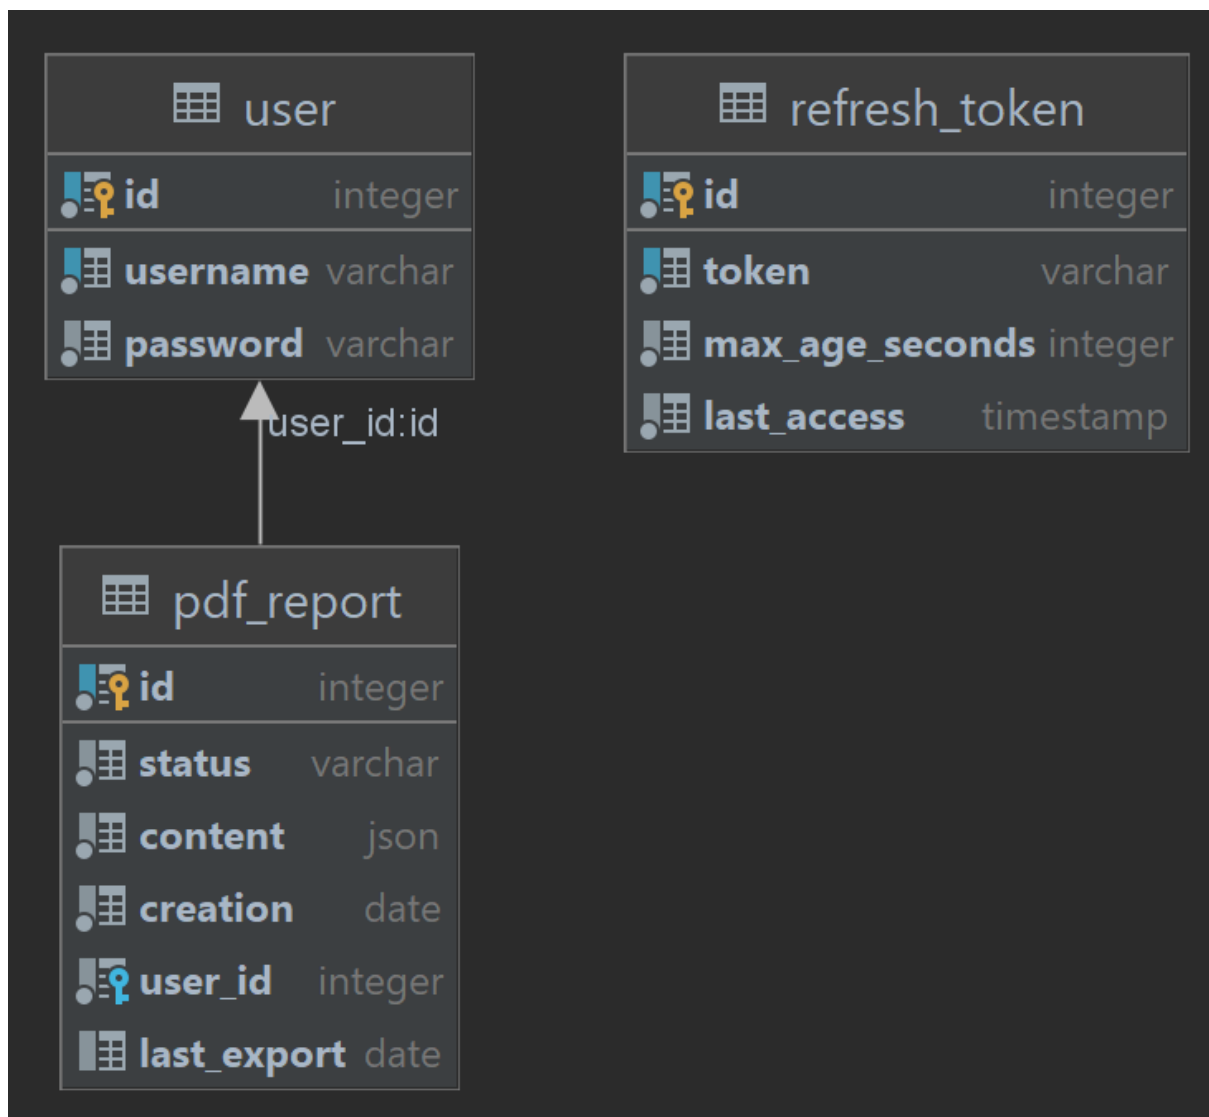 user
id integer
username varchar
password varchar
user_id:id
refresh_token
id integer
token varchar
max_age_seconds integer
last_access timestamp
pdf_report
id integer
status varchar
content json
creation date
user_id integer
last_export date